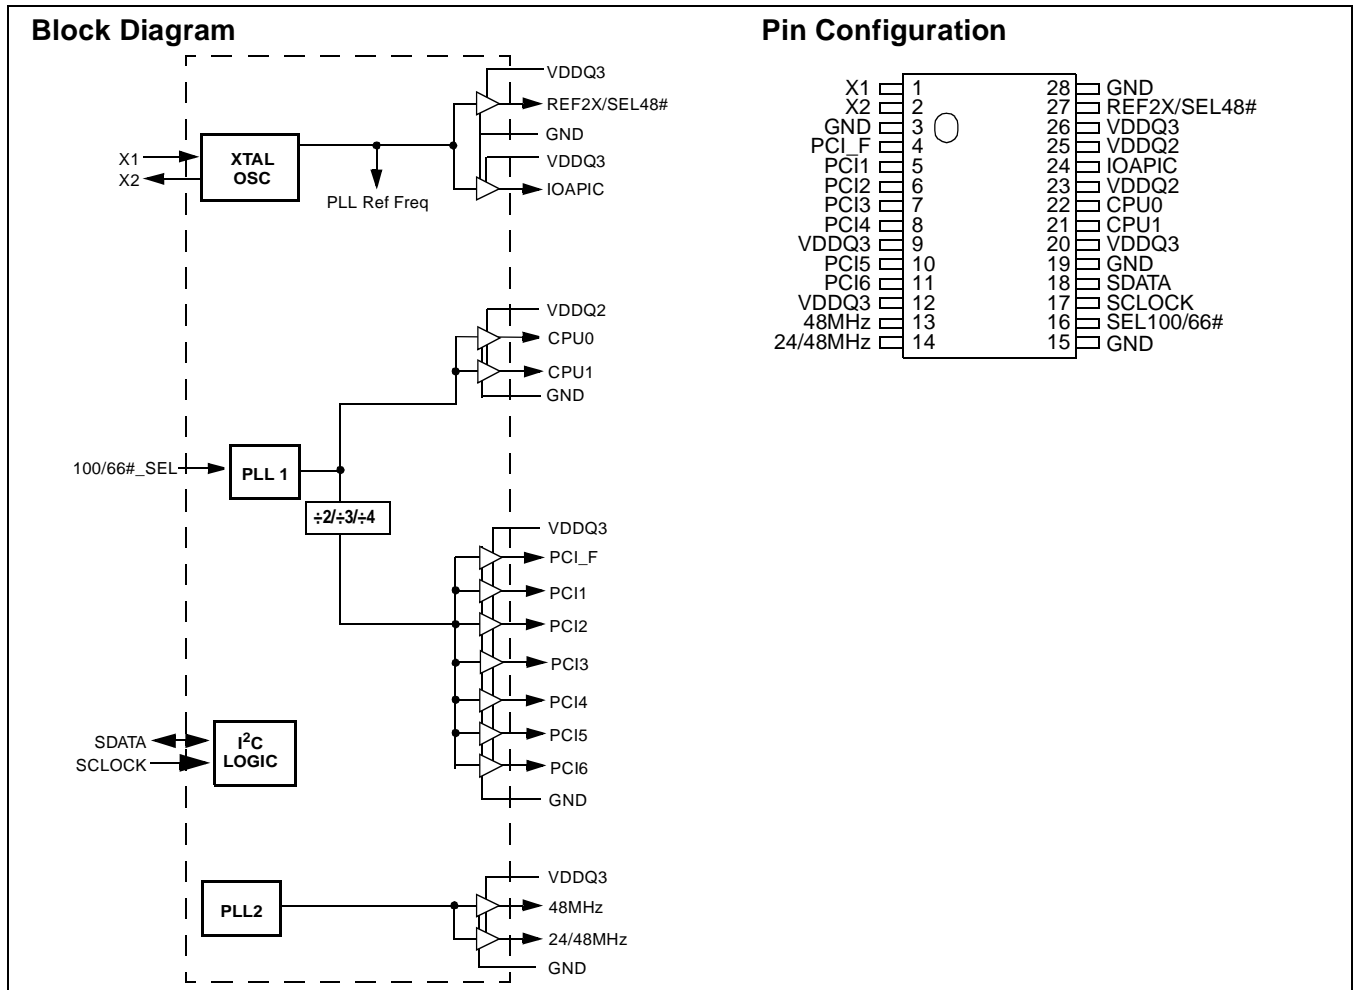 Block Diagram
VDDQ3
REF2X/SEL48#
GND
X1
X2
XTAL
OSC
VDDQ3
IOAPIC
PLL Ref Freq
VDDQ2
CPU0
CPU1
GND
100/66#_SEL
PLL 1
÷2/÷3/÷4
VDDQ3
PCI_F
PCI1
PCI2
PCI3
PCI4
PCI5
PCI6
GND
SDATA
SCLOCK
I²C
LOGIC
VDDQ3
PLL2
48MHz
24/48MHz
GND
Pin Configuration
X1 1 28 GND
X2 2 27 REF2X/SEL48#
GND 3 26 VDDQ3
PCI_F 4 25 VDDQ2
PCI1 5 24 IOAPIC
PCI2 6 23 VDDQ2
PCI3 7 22 CPU0
PCI4 8 21 CPU1
VDDQ3 9 20 VDDQ3
PCI5 10 19 GND
PCI6 11 18 SDATA
VDDQ3 12 17 SCLOCK
48MHz 13 16 SEL100/66#
24/48MHz 14 15 GND